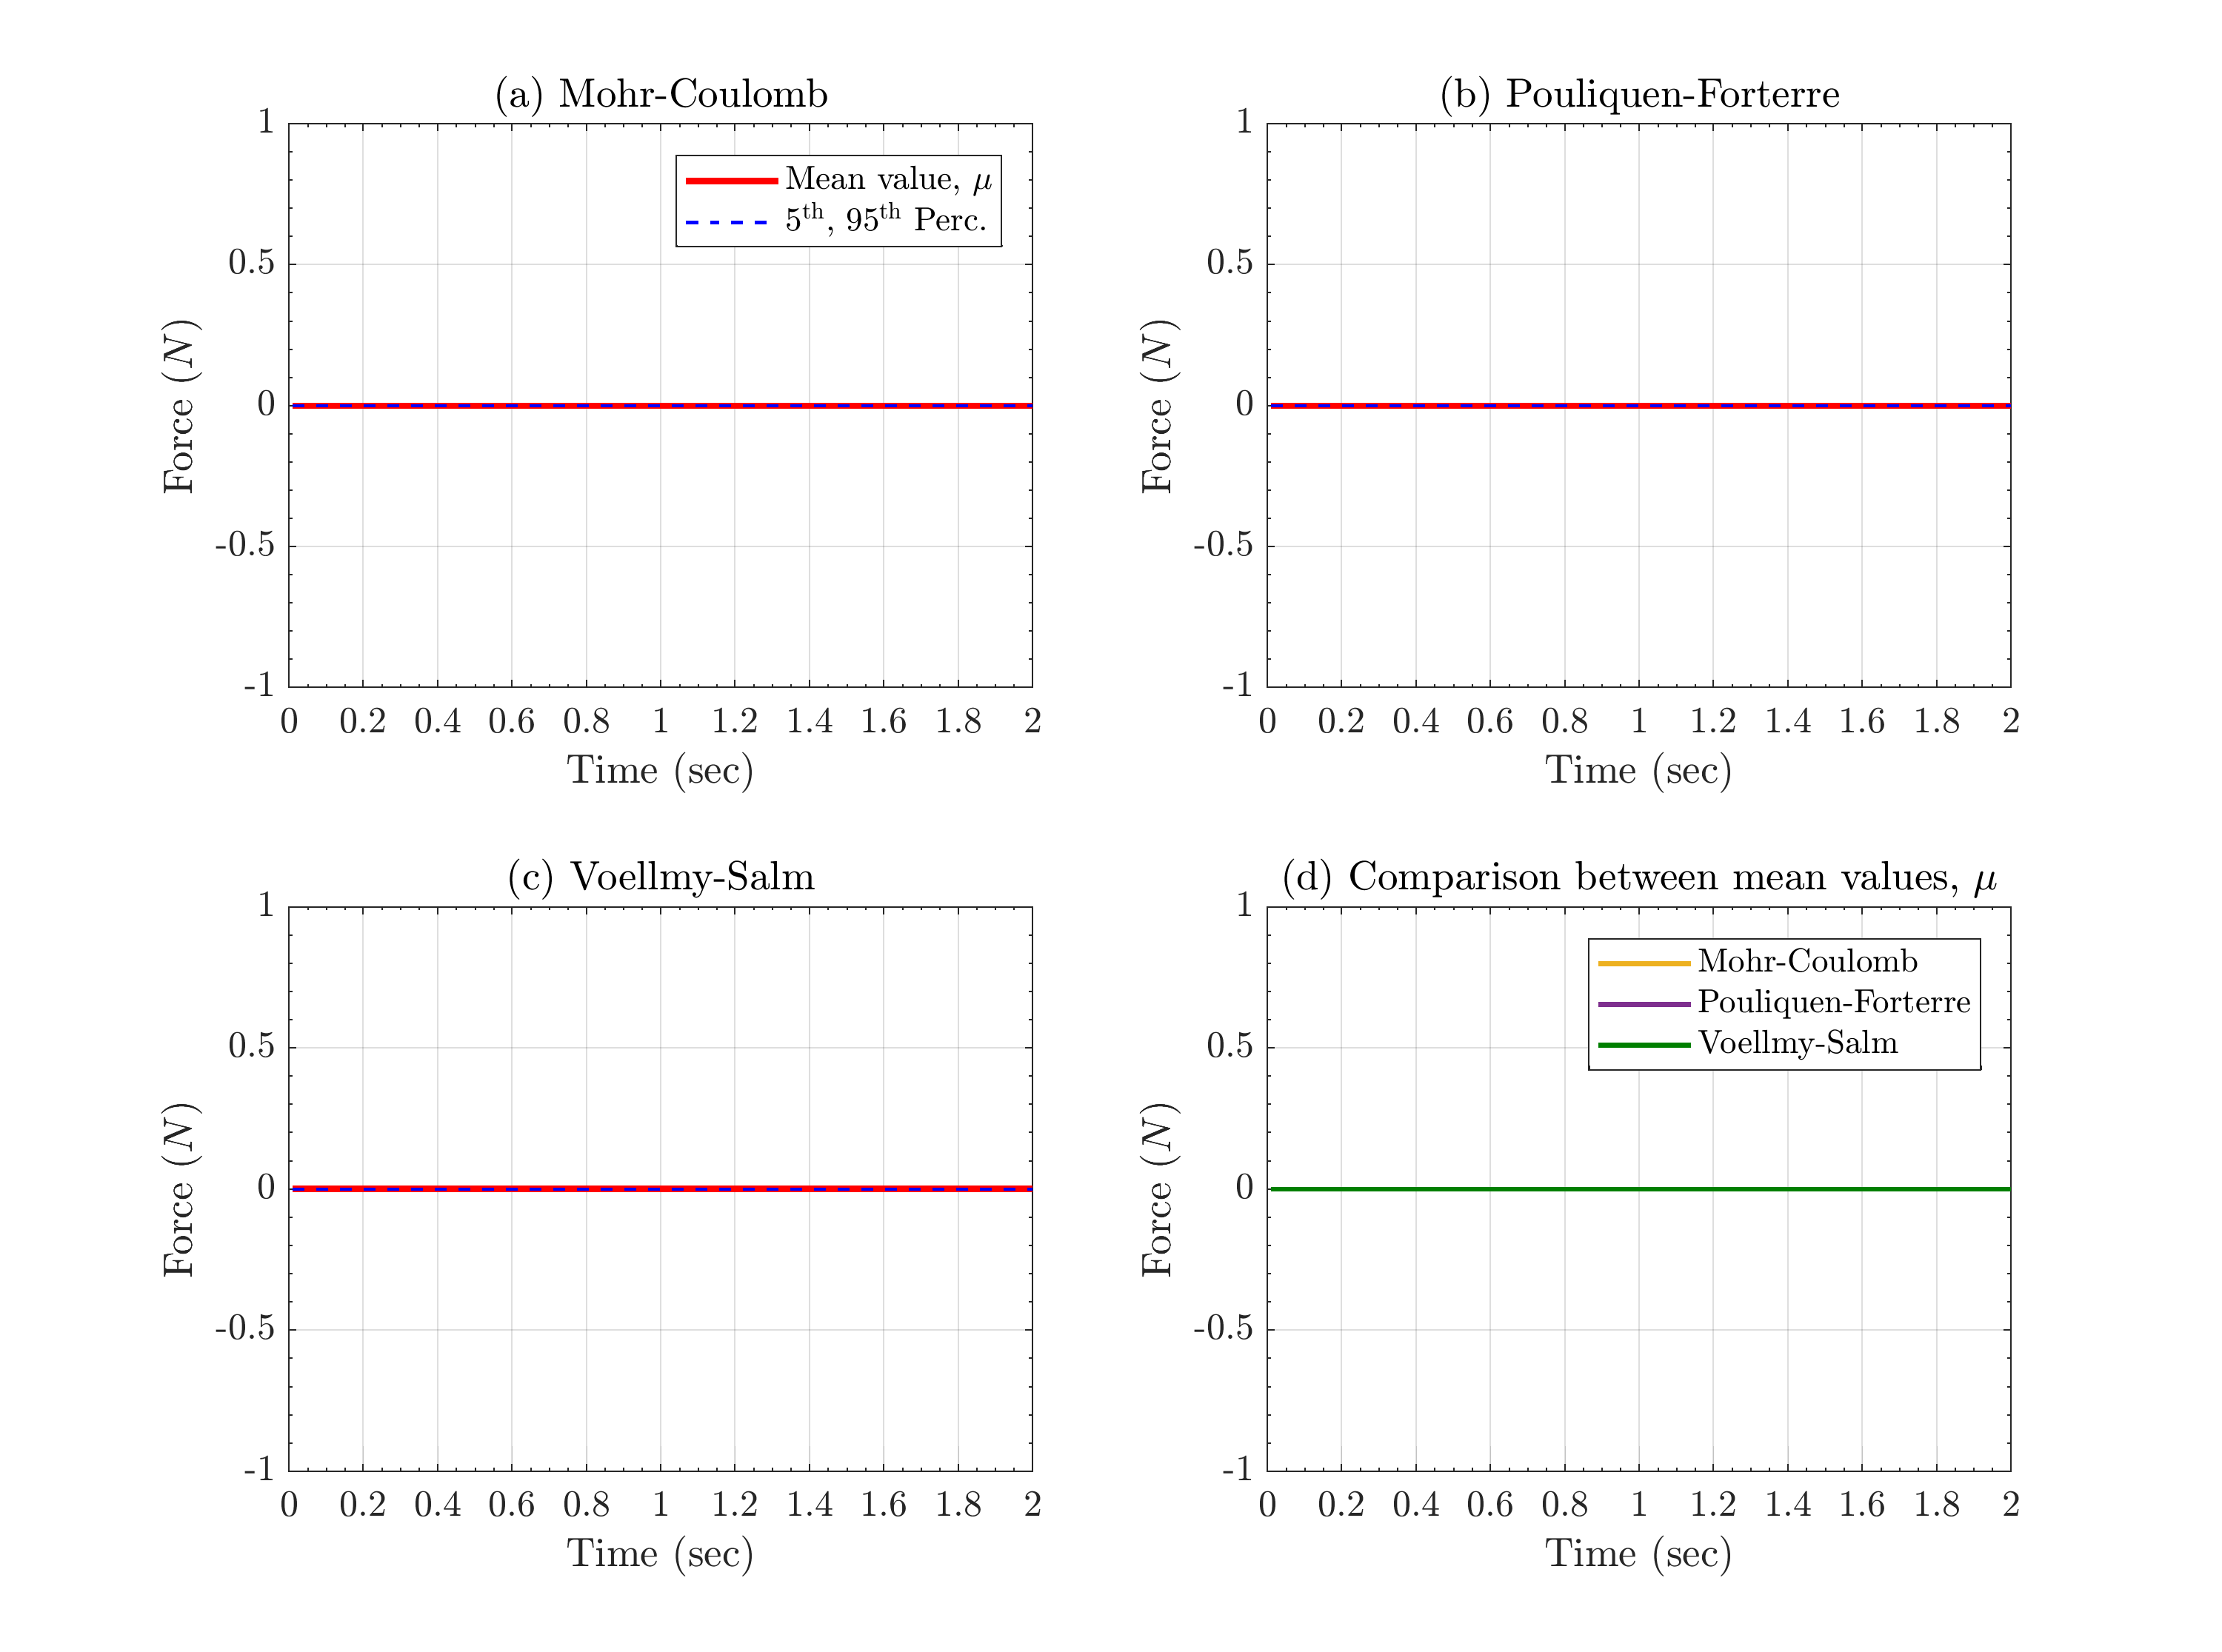 (a) Mohr-Coulomb
1
0.5
0
-0.5
-1
Force (N)
Mean value, μ
5th, 95th Perc.
0 0.2 0.4 0.6 0.8 1 1.2 1.4 1.6 1.8 2
Time (sec)
(b) Pouliquen-Forterre
1
0.5
0
-0.5
-1
Force (N)
0 0.2 0.4 0.6 0.8 1 1.2 1.4 1.6 1.8 2
Time (sec)
(c) Voellmy-Salm
1
0.5
0
-0.5
-1
Force (N)
0 0.2 0.4 0.6 0.8 1 1.2 1.4 1.6 1.8 2
Time (sec)
(d) Comparison between mean values, μ
1
0.5
0
-0.5
-1
Force (N)
Mohr-Coulomb
Pouliquen-Forterre
Voellmy-Salm
0 0.2 0.4 0.6 0.8 1 1.2 1.4 1.6 1.8 2
Time (sec)